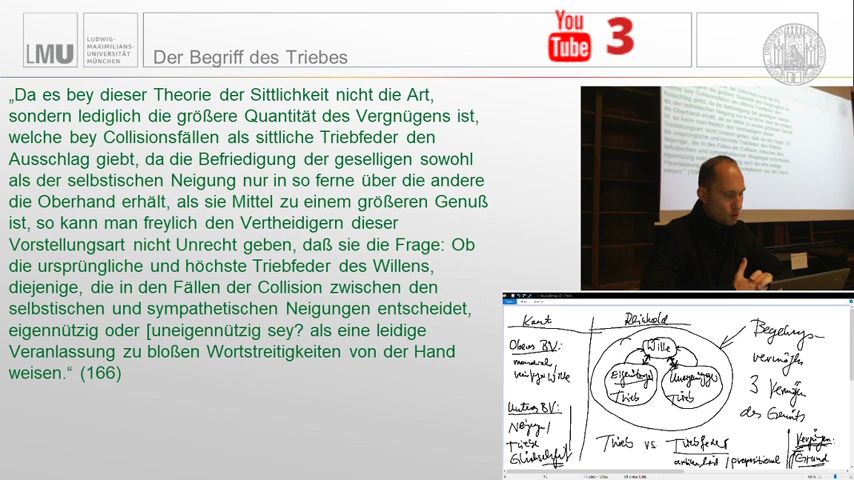 LMU
LUDWIG-
MAXIMILIANS-
UNIVERSITÄT
MÜNCHEN
Der Begriff des Triebes
You
Tube
3
„Da es bey dieser Theorie der Sittlichkeit nicht die Art,
sondern lediglich die größere Quantität des Vergnügens ist,
welche bey Collisionsfällen als sittliche Triebfeder den
Ausschlag giebt, da die Befriedigung der geselligen sowohl
als der selbstischen Neigung nur in so ferne über die andere
die Oberhand erhält, als sie Mittel zu einem größeren Genuß
ist, so kann man freylich den Vertheidigern dieser
Vorstellungsart nicht Unrecht geben, daß sie die Frage: Ob
die ursprüngliche und höchste Triebfeder des Willens,
diejenige, die in den Fällen der Collision zwischen den
selbstischen und sympathetischen Neigungen entscheidet,
eigennützig oder [uneigennützig sey? als eine leidige
Veranlassung zu bloßen Wortstreitigkeiten von der Hand
weisen.“ (166)
Kant
Reinhold
Oberes BV:
Wille
Begehrungs-
vermögen
3 Vermögen
des Gemüts
Trieb
Trieb
Unteres BV:
Trieb vs Triebfeder
Vergnügen:
Grund